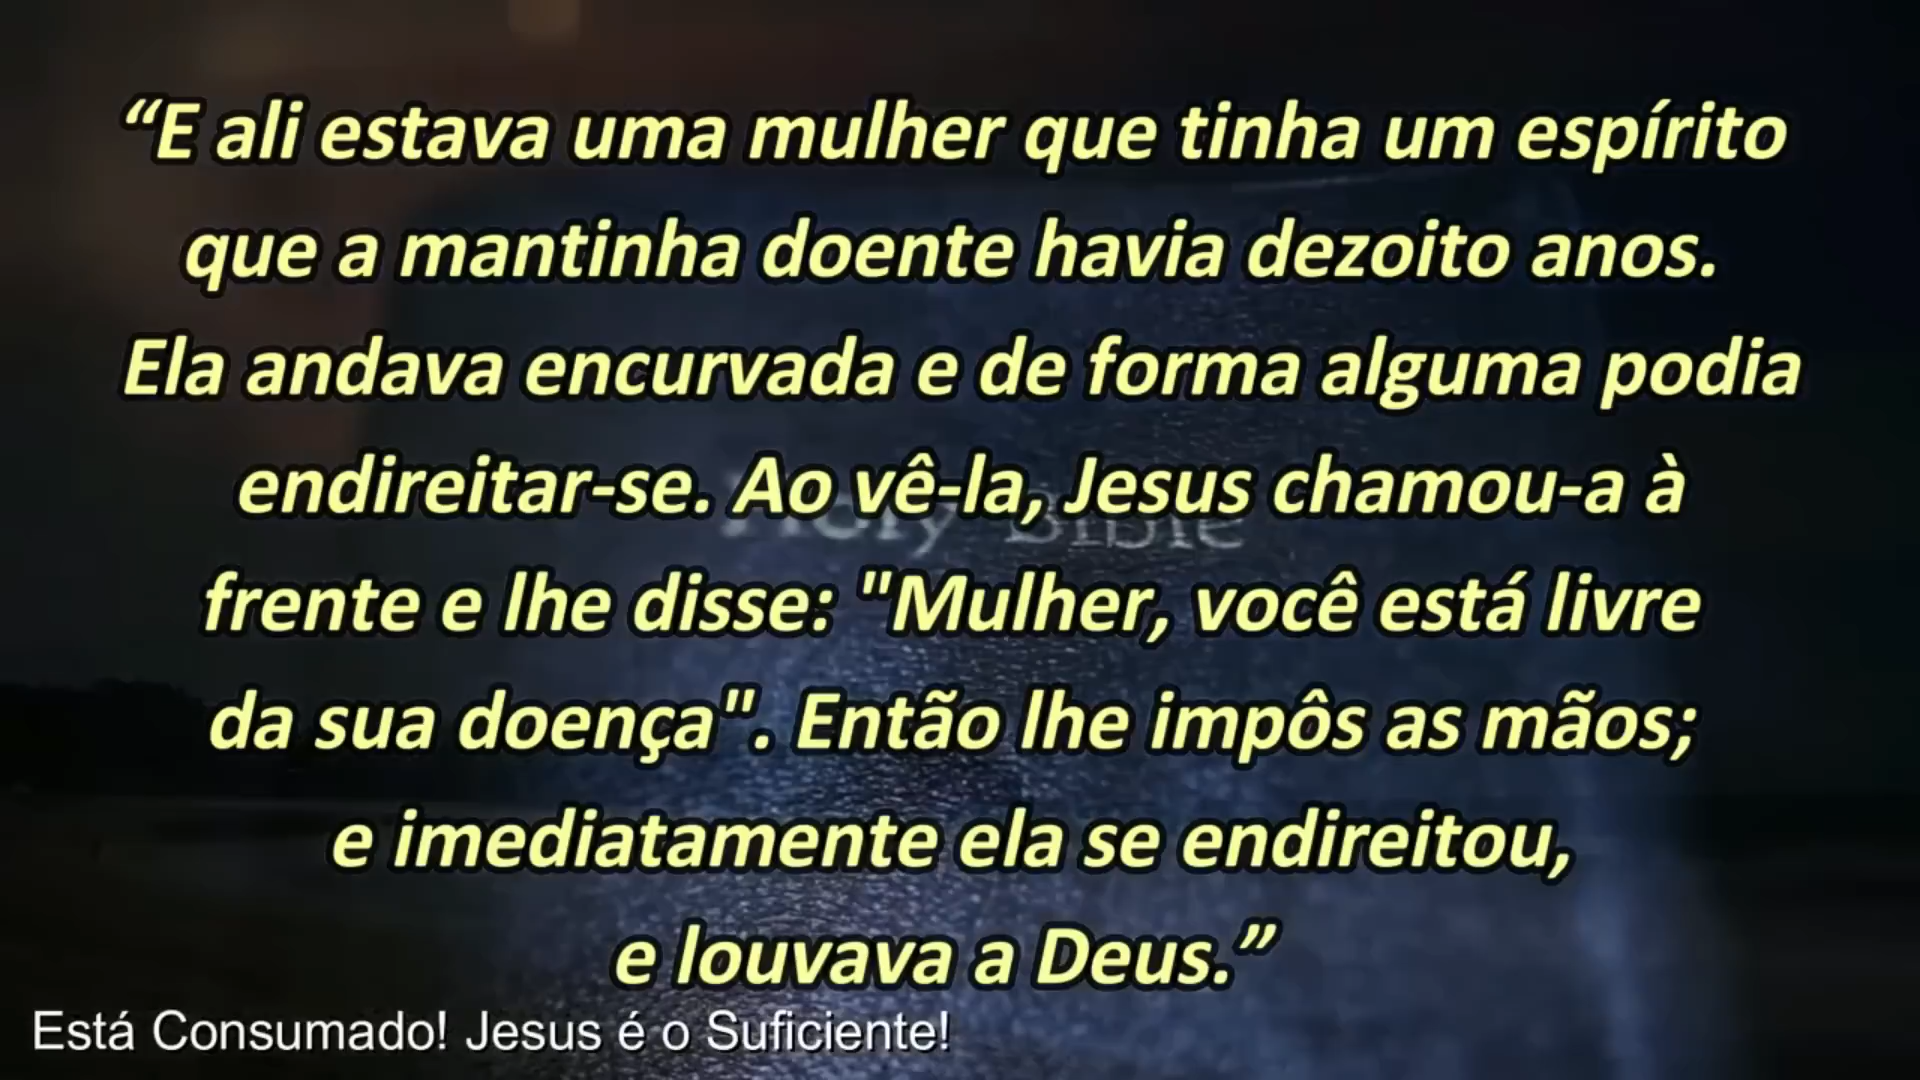 “E ali estava uma mulher que tinha um espírito
que a mantinha doente havia dezoito anos.
Ela andava encurvada e de forma alguma podia
endireitar-se. Ao vê-la, Jesus chamou-a à
Holy Bible
frente e lhe disse: "Mulher, você está livre
da sua doença". Então lhe impôs as mãos;
e imediatamente ela se endireitou,
e louvava a Deus.”
Está Consumado! Jesus é o Suficiente!